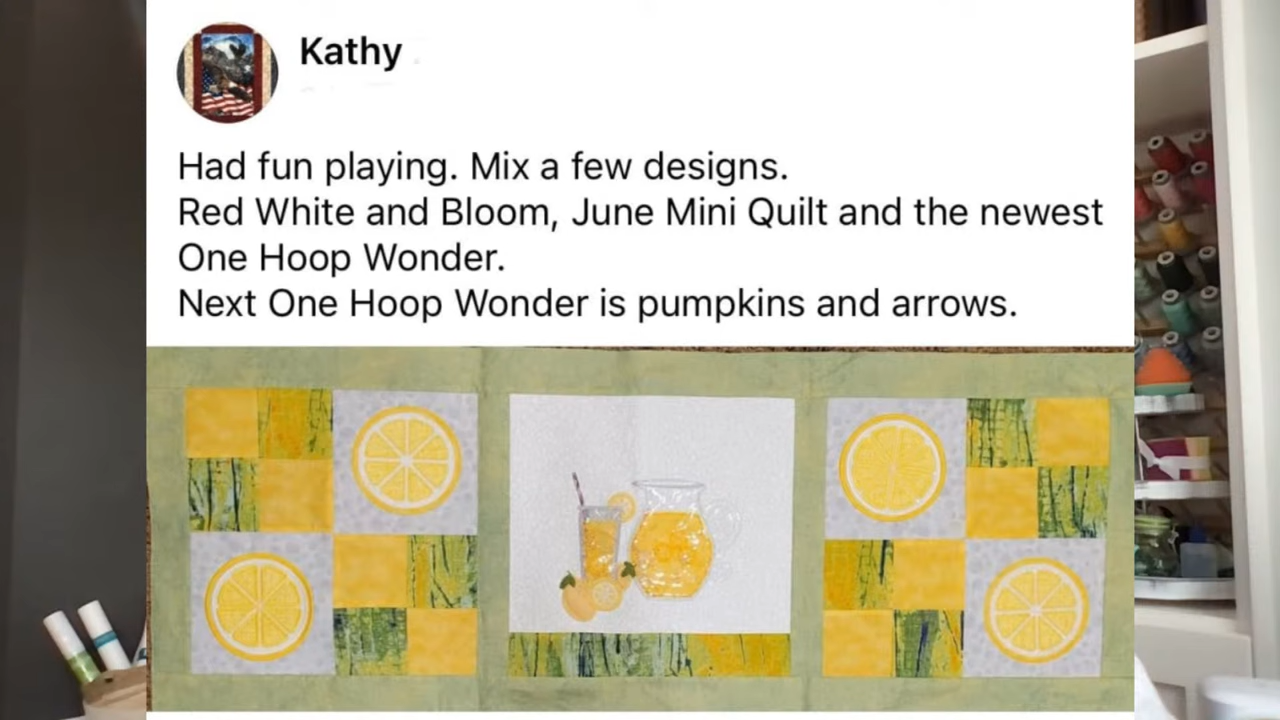 Kathy
Had fun playing. Mix a few designs.
Red White and Bloom, June Mini Quilt and the newest
One Hoop Wonder.
Next One Hoop Wonder is pumpkins and arrows.